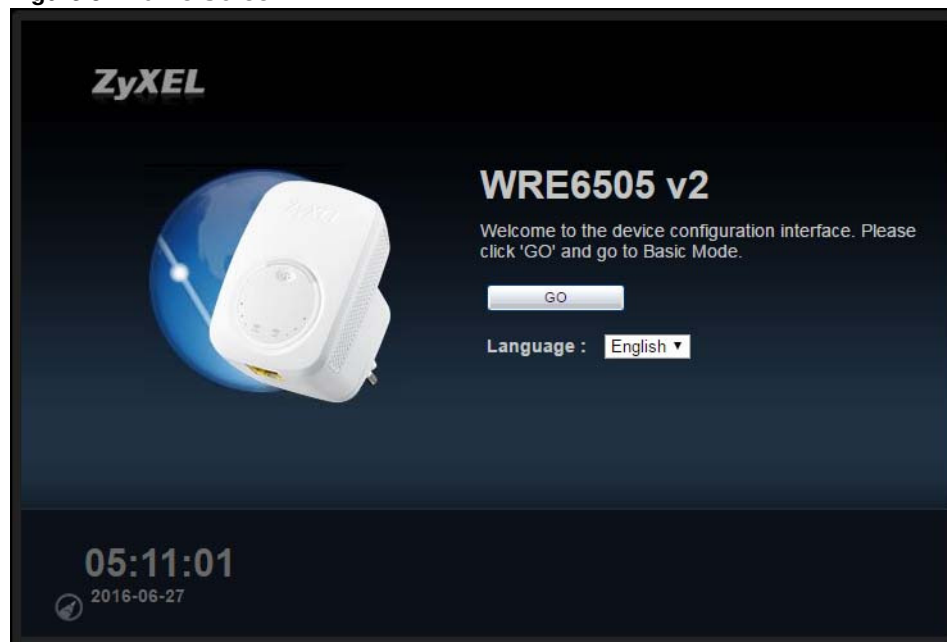 ZyXEL
WRE6505 v2
Welcome to the device configuration interface. Please
click 'GO' and go to Basic Mode.
GO
Language : English
05:11:01
2016-06-27